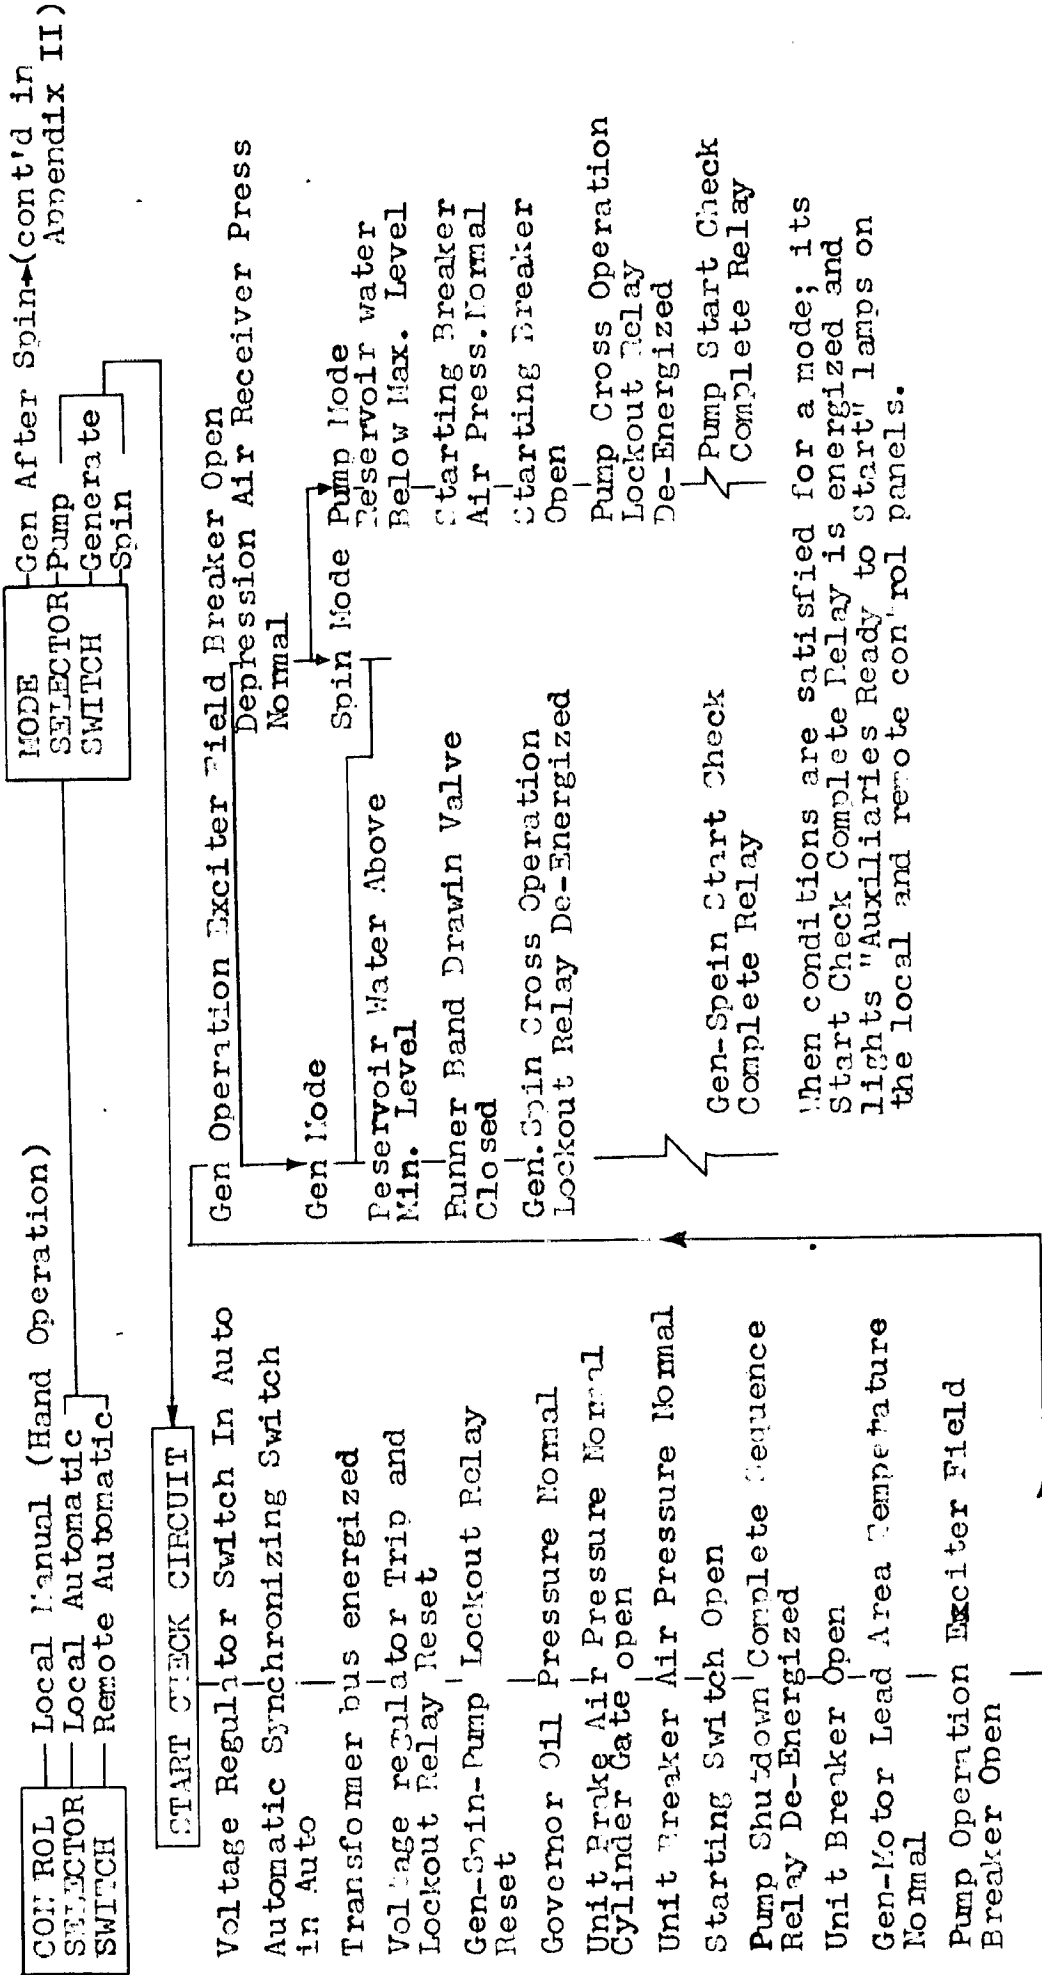 CON ROL
SELECTOR
SWITCH
Local Manual (Hand Operation)
Local Automatic
Remote Automatic
MODE
SELECTOR
SWITCH
Gen After Spin (cont'd in
Appendix II)
Pump
Generate
Spin
START CHECK CIRCUIT
Voltage Regulator Switch In Auto
Automatic Synchronizing Switch
in Auto
Transformer bus energized
Voltage regulator Trip and
Lockout Relay Reset
Gen-Spin-Pump Lockout Relay
Reset
Governor Oil Pressure Normal
Unit Brake Air Pressure Normal
Cylinder Gate open
Unit Breaker Air Pressure Normal
Starting Switch Open
Pump Shutdown Complete Sequence
Relay De-Energized
Unit Breaker Open
Gen-Motor Lead Area Temperature
Normal
Pump Operation Exciter Field
Breaker Open
Gen Operation Exciter Field Breaker Open
Depression Air Receiver Press
Normal
Gen Mode
Reservoir Water Above
Min. Level
Runner Band Drawin Valve
Closed
Gen.Spin Cross Operation
Lockout Relay De-Energized
Gen-Spein Start Check
Complete Relay
Spin Mode
Pump Mode
Reservoir water
Below Max. Level
Starting Breaker
Air Press.Normal
Starting Breaker
Open
Pump Cross Operation
Lockout Relay
De-Energized
Pump Start Check
Complete Relay
When conditions are satisfied for a mode; its
Start Check Complete Relay is energized and
lights "Auxiliaries Ready to Start" lamps on
the local and remote con'rol panels.